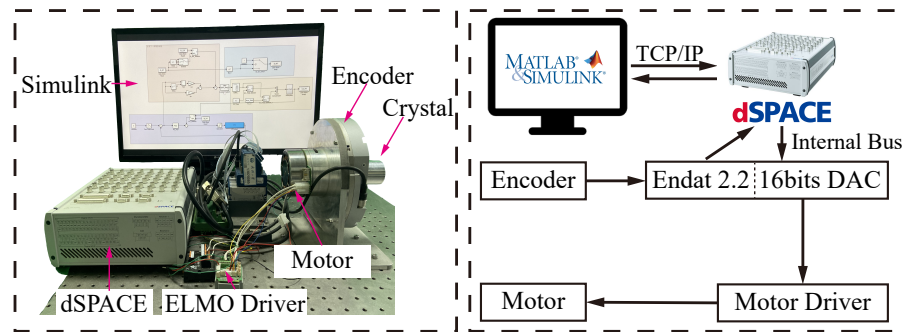 Simulink
Encoder
Crystal
dSPACE
Motor
dSPACE
ELMO Driver
MATLAB®
&SIMULINK®
TCP/IP
dSPACE
Internal Bus
Encoder
Endat 2.2
16bits DAC
Motor
Motor Driver